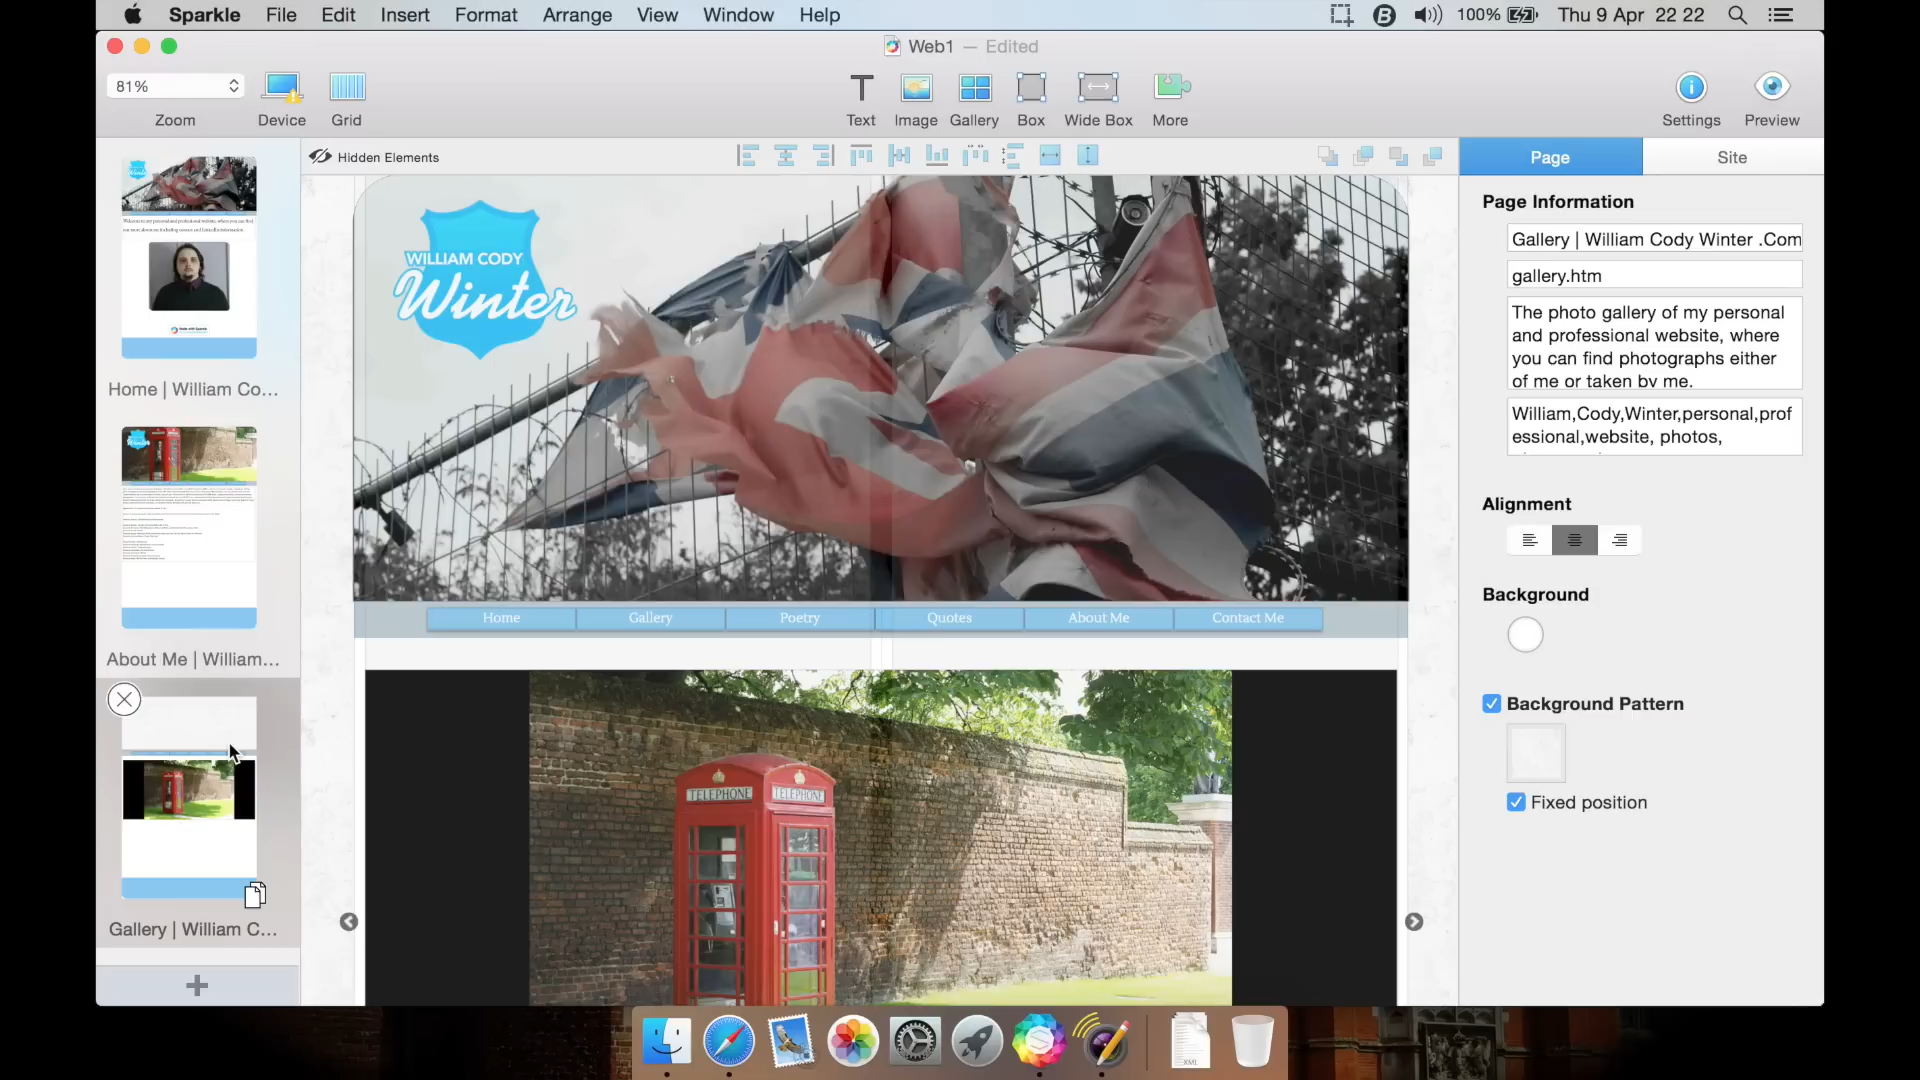 Sparkle File Edit Insert Format Arrange View Window Help
100% Thu 9 Apr 22 22
Web1 — Edited
81%
Zoom Device Grid
Text Image Gallery Box Wide Box More
Settings Preview
Hidden Elements
Page Site
Home | William Co...
About Me | William...
Gallery | William C...
WILLIAM CODY
Winter
Home Gallery Poetry Quotes About Me Contact Me
TELEPHONE TELEPHONE
Page Information
Gallery | William Cody Winter .Com
gallery.htm
The photo gallery of my personal
and professional website, where
you can find photographs either
of me or taken by me.
William,Cody,Winter,personal,prof
essional,website, photos,
Alignment
Background
Background Pattern
Fixed position
XML